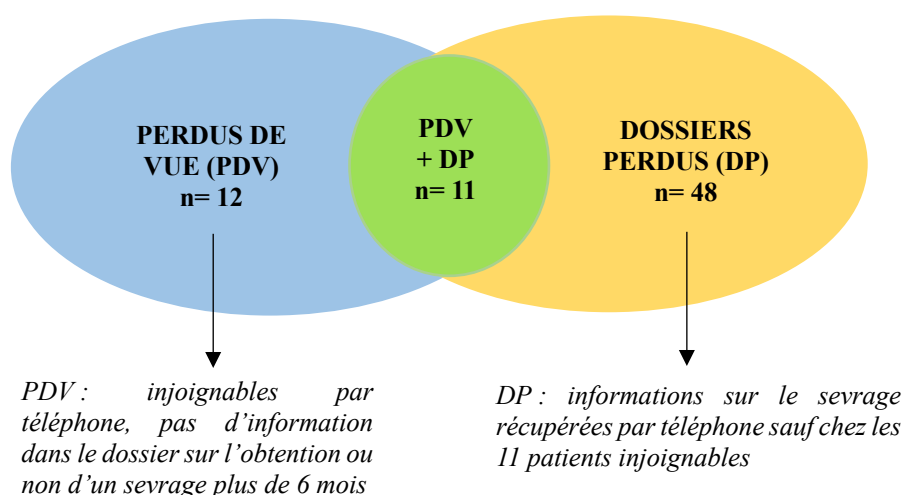 PERDUS DE
VUE (PDV)
n= 12
PDV
+ DP
n= 11
DOSSIERS
PERDUS (DP)
n= 48
PDV : injoignables par
téléphone, pas d’information
dans le dossier sur l’obtention ou
non d’un sevrage plus de 6 mois
DP : informations sur le sevrage
récupérées par téléphone sauf chez les
11 patients injoignables